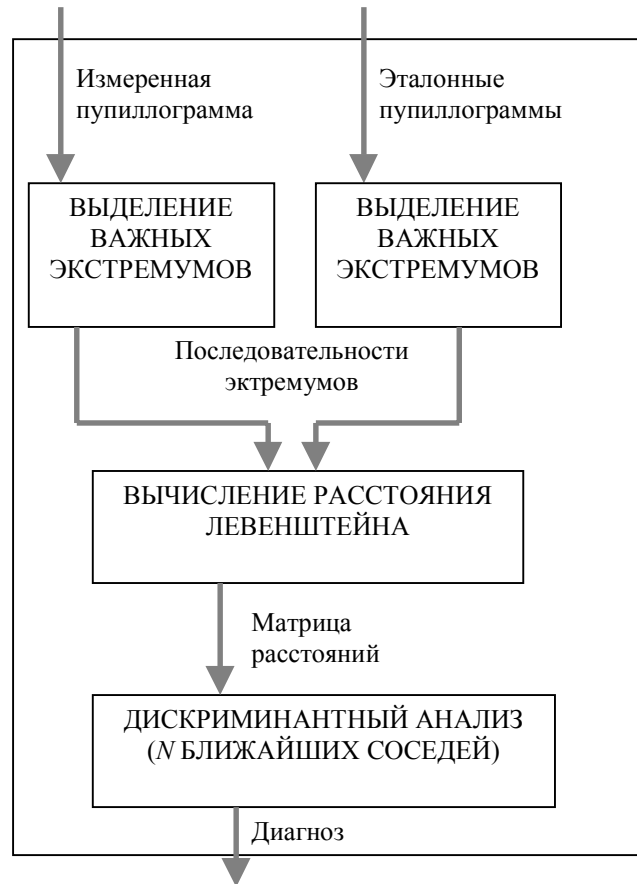 Измеренная
пупиллограмма
Эталонные
пупиллограммы
ВЫДЕЛЕНИЕ
ВАЖНЫХ
ЭКСТРЕМУМОВ
ВЫДЕЛЕНИЕ
ВАЖНЫХ
ЭКСТРЕМУМОВ
Последовательности
эктремумов
ВЫЧИСЛЕНИЕ РАССТОЯНИЯ
ЛЕВЕНШТЕЙНА
Матрица
расстояний
ДИСКРИМИНАНТНЫЙ АНАЛИЗ
(N БЛИЖАЙШИХ СОСЕДЕЙ)
Диагноз